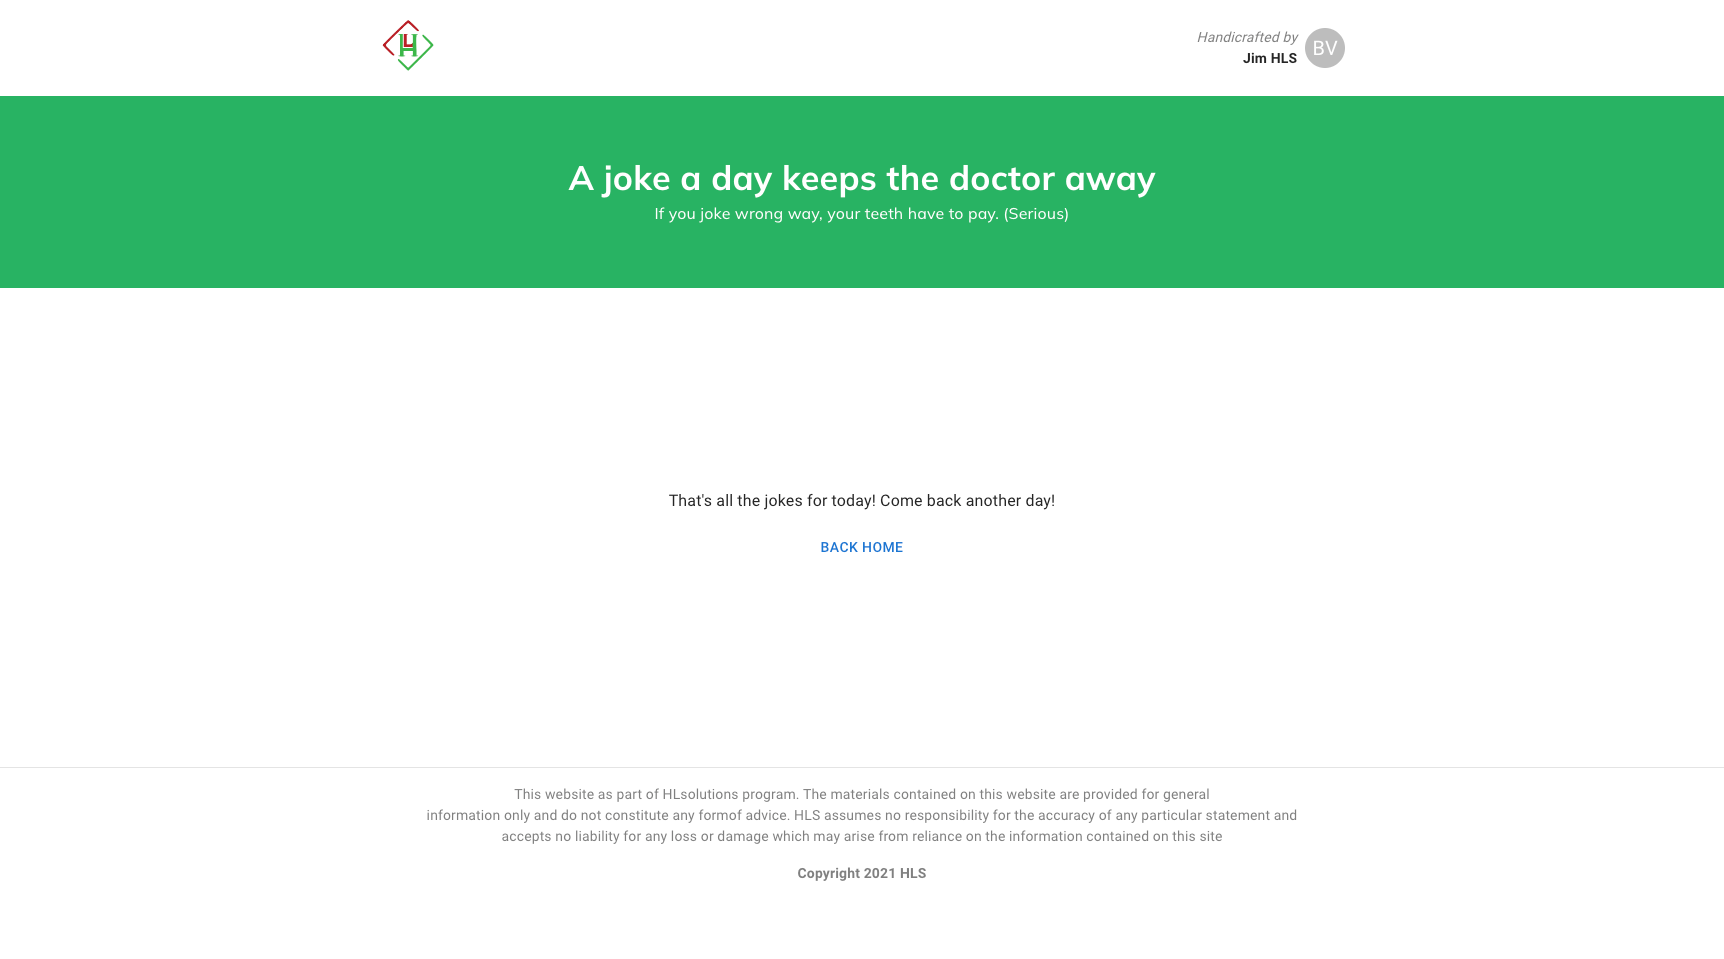 HL
Handicrafted by
Jim HLS
BV
A joke a day keeps the doctor away
If you joke wrong way, your teeth have to pay. (Serious)
That's all the jokes for today! Come back another day!
BACK HOME
This website as part of HLsolutions program. The materials contained on this website are provided for general
information only and do not constitute any formof advice. HLS assumes no responsibility for the accuracy of any particular statement and
accepts no liability for any loss or damage which may arise from reliance on the information contained on this site
Copyright 2021 HLS